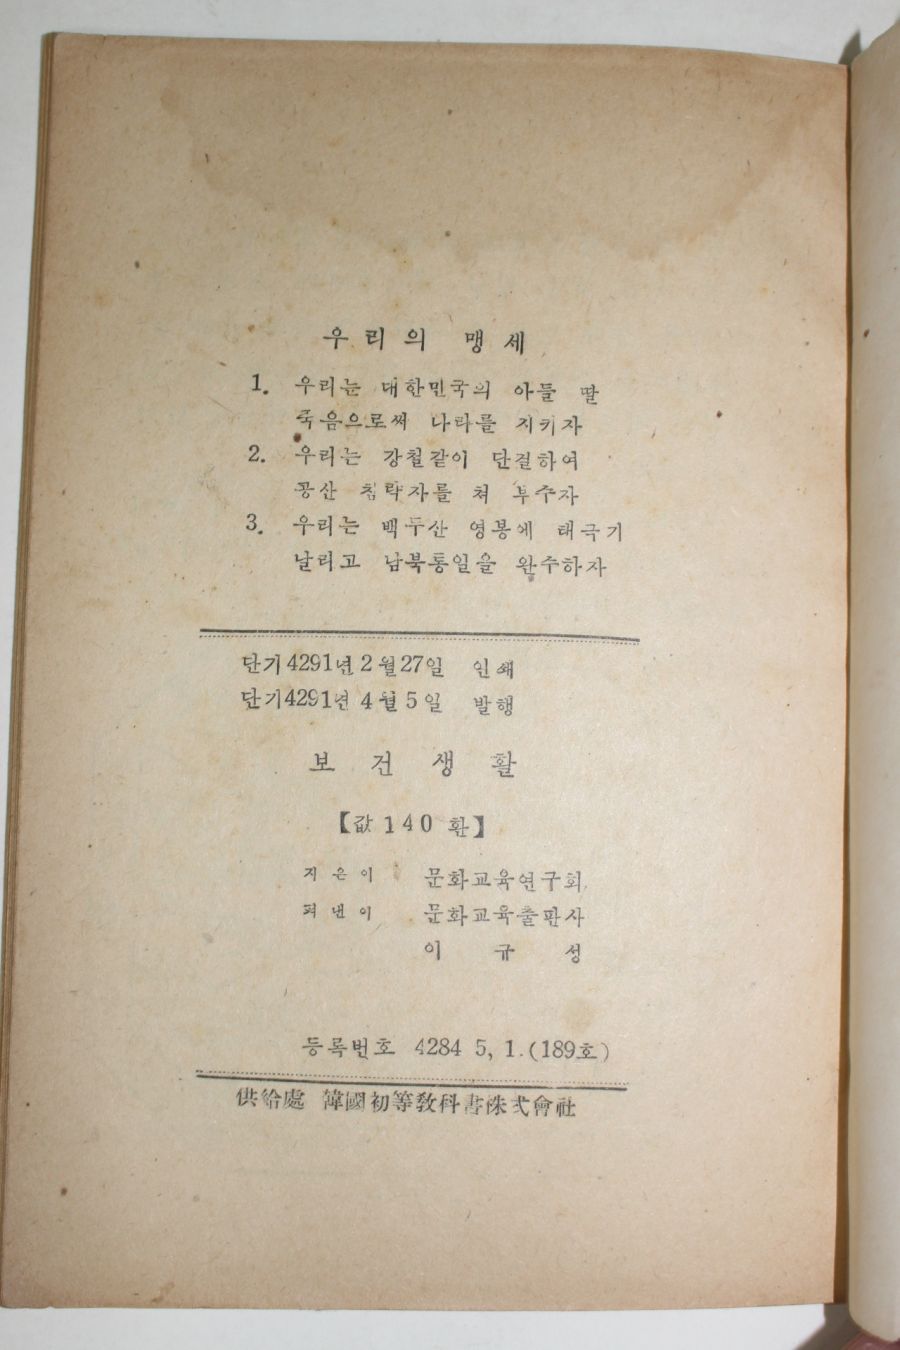 우리의 맹세
1. 우리는 대한민국의 아들 딸
죽음으로써 나라를 지키자
2. 우리는 강철같이 단결하여
공산 침략자를 쳐 부수자
3. 우리는 백두산 영봉에 태극기
날리고 남북통일을 완수하자
단기4291년 2월27일 인쇄
단기4291년 4월 5일 발행
보건생활
【값 140 환】
지은이 문화교육연구회
펴낸이 문화교육출판사
이규성
등록번호 4284 5, 1.(189호)
供給處 韓國初等敎科書株式會社